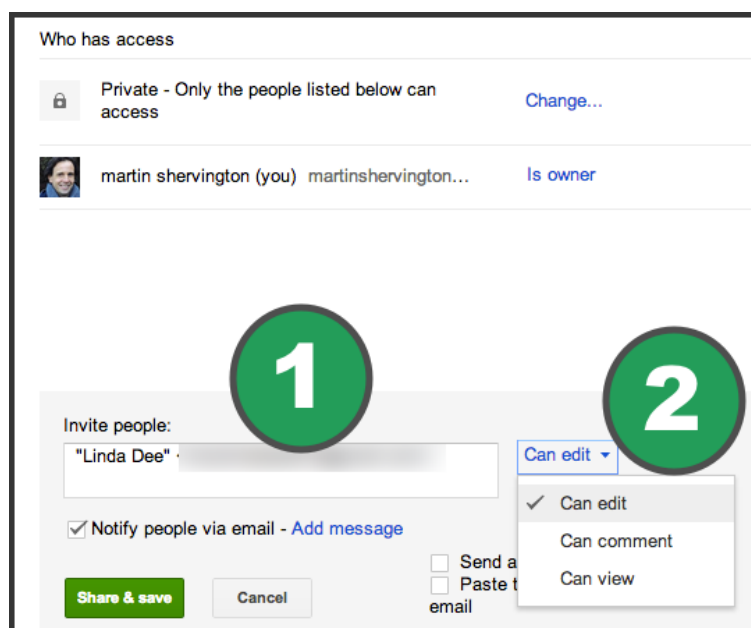 Who has access
Private - Only the people listed below can
access
Change...
martin shervington (you) martinshervington...
Is owner
1
2
Invite people:
"Linda Dee"
Can edit
Can edit
Can comment
Can view
Notify people via email - Add message
Send a
Paste t
email
Share & save
Cancel